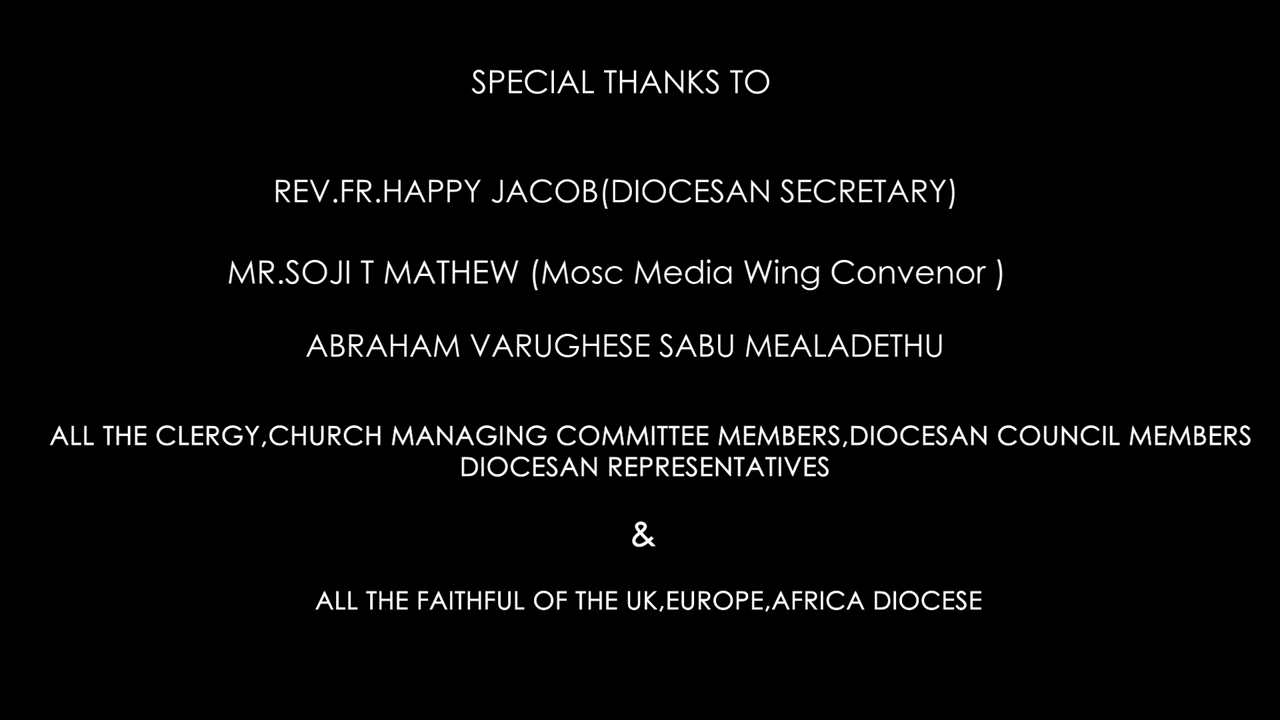 SPECIAL THANKS TO
REV.FR.HAPPY JACOB(DIOCESAN SECRETARY)
MR.SOJI T MATHEW (Mosc Media Wing Convenor )
ABRAHAM VARUGHESE SABU MEALADETHU
ALL THE CLERGY,CHURCH MANAGING COMMITTEE MEMBERS,DIOCESAN COUNCIL MEMBERS
DIOCESAN REPRESENTATIVES
&
ALL THE FAITHFUL OF THE UK,EUROPE,AFRICA DIOCESE